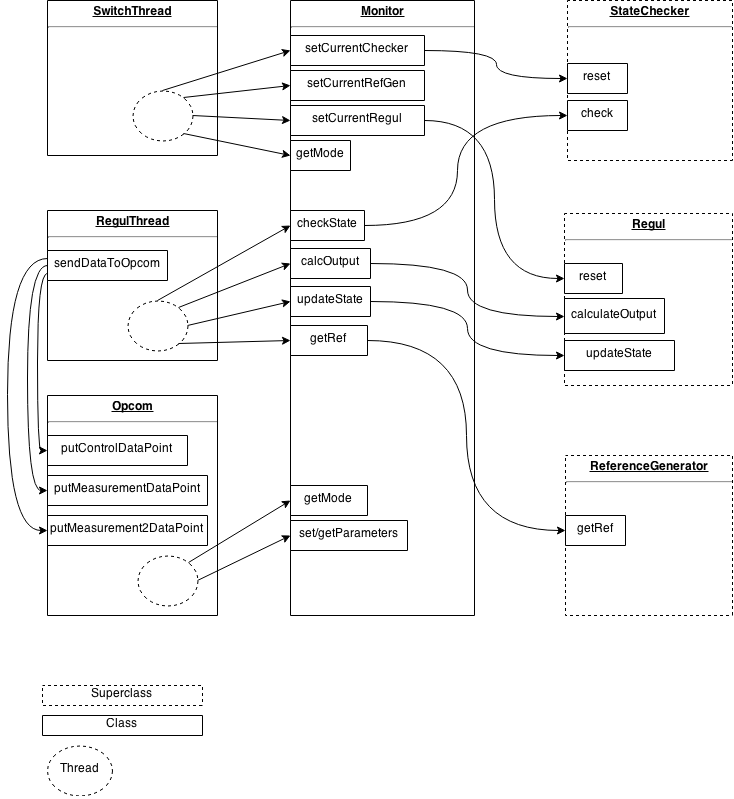 SwitchThread
Monitor
setCurrentChecker
setCurrentRefGen
setCurrentRegul
getMode
checkState
calcOutput
updateState
getRef
getMode
set/getParameters
StateChecker
reset
check
RegulThread
sendDataToOpcom
Regul
reset
calculateOutput
updateState
Opcom
putControlDataPoint
putMeasurementDataPoint
putMeasurement2DataPoint
ReferenceGenerator
getRef
Superclass
Class
Thread